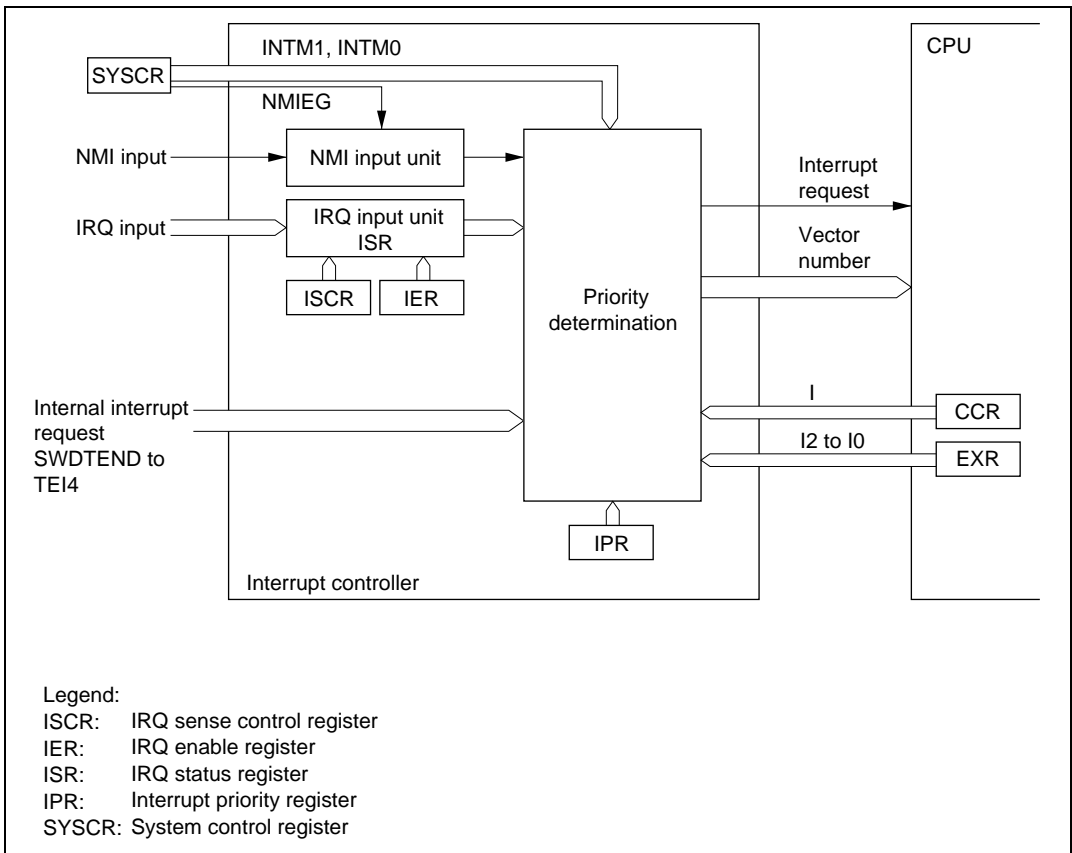 INTM1, INTM0
CPU
SYSCR
NMIEG
NMI input
NMI input unit
IRQ input
IRQ input unit
ISR
ISCR
IER
Priority
determination
Interrupt
request
Vector
number
Internal interrupt
request
SWDTEND to
TEI4
I
CCR
I2 to I0
EXR
IPR
Interrupt controller
Legend:
ISCR: IRQ sense control register
IER: IRQ enable register
ISR: IRQ status register
IPR: Interrupt priority register
SYSCR: System control register